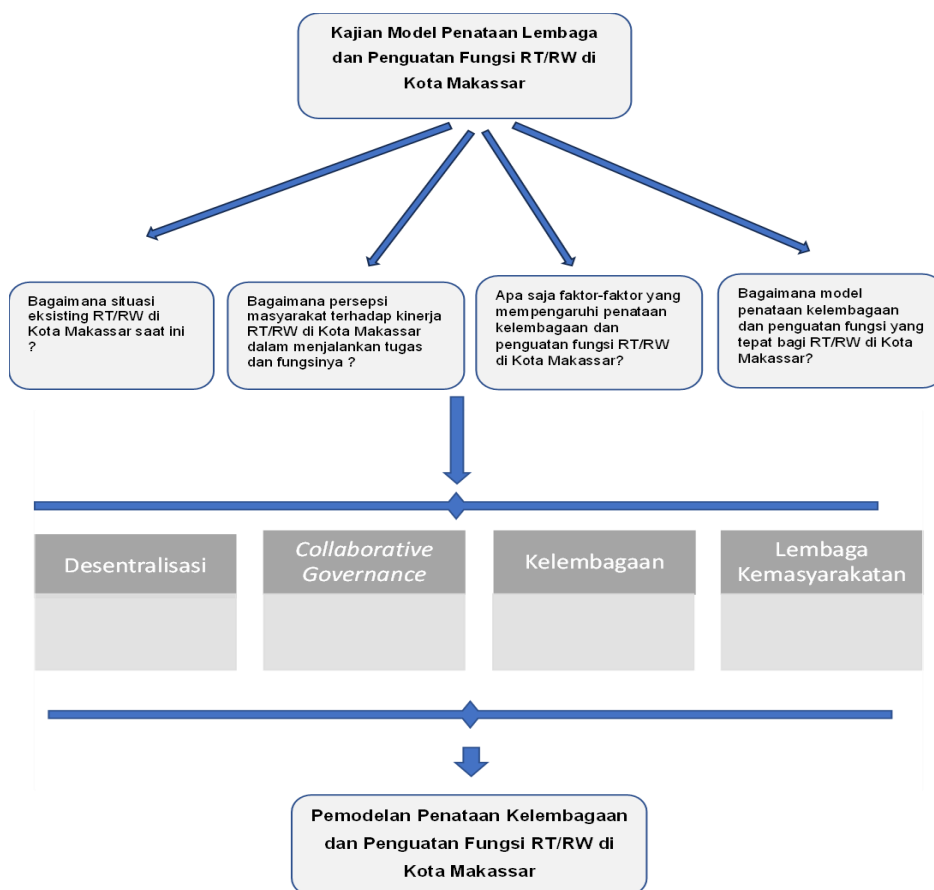 Kajian Model Penataan Lembaga
dan Penguatan Fungsi RT/RW di
Kota Makassar
Bagaimana situasi
eksisting RT/RW di
Kota Makassar saat ini
?
Bagaimana persepsi
masyarakat terhadap kinerja
RT/RW di Kota Makassar
dalam menjalankan tugas
dan fungsinya ?
Apa saja faktor-faktor yang
mempengaruhi penataan
kelembagaan dan
penguatan fungsi RT/RW
di Kota Makassar?
Bagaimana model
penataan kelembagaan
dan penguatan fungsi yang
tepat bagi RT/RW di Kota
Makassar?
Desentralisasi
Collaborative
Governance
Kelembagaan
Lembaga
Kemasyarakatan
Pemodelan Penataan Kelembagaan
dan Penguatan Fungsi RT/RW di
Kota Makassar